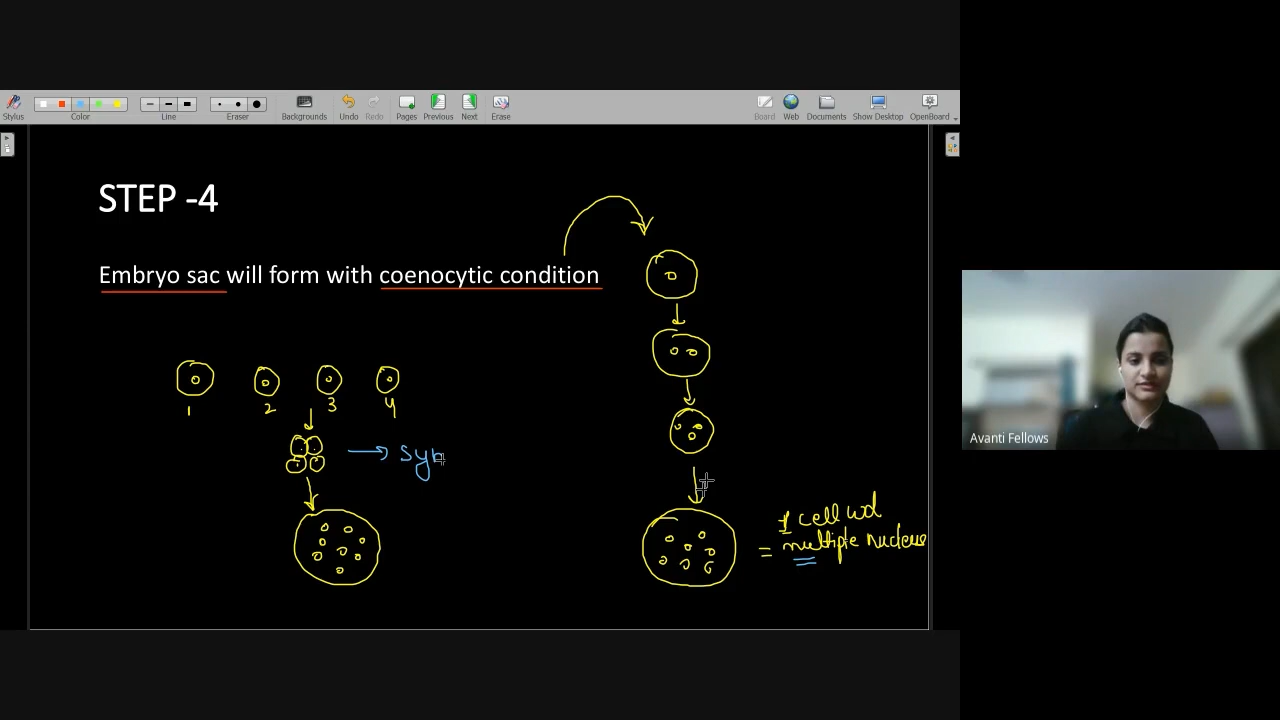 Stylus
Color
Line
Eraser
Backgrounds
Undo
Redo
Pages
Previous
Next
Erase
Board
Web
Documents
Show Desktop
OpenBoard
STEP -4
Embryo sac will form with coenocytic condition
1 2 3 4
→ Syn
= 1 cell wd
multiple nucleus
Avanti Fellows